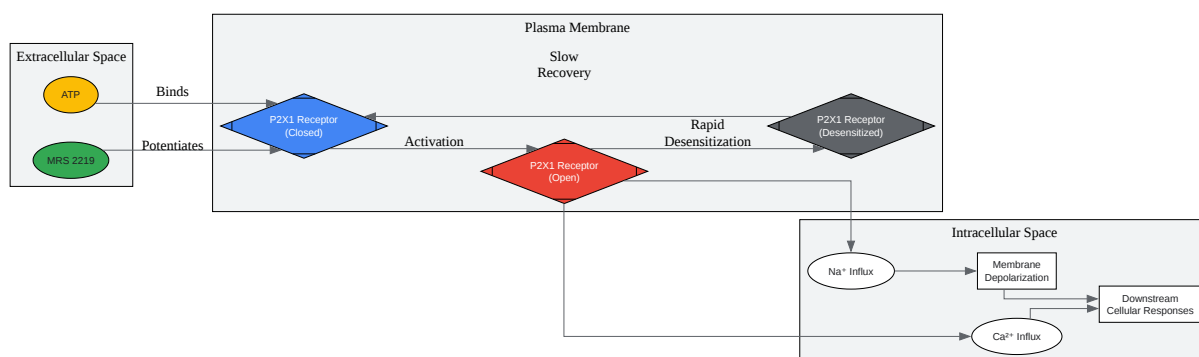 Plasma Membrane
Extracellular Space
Slow
Recovery
ATP
Binds
P2X1 Receptor
(Closed)
P2X1 Receptor
(Desensitized)
Rapid
Desensitization
MRS 2219
Potentiates
Activation
P2X1 Receptor
(Open)
Intracellular Space
Na⁺ Influx
Membrane
Depolarization
Downstream
Cellular Responses
Ca²⁺ Influx